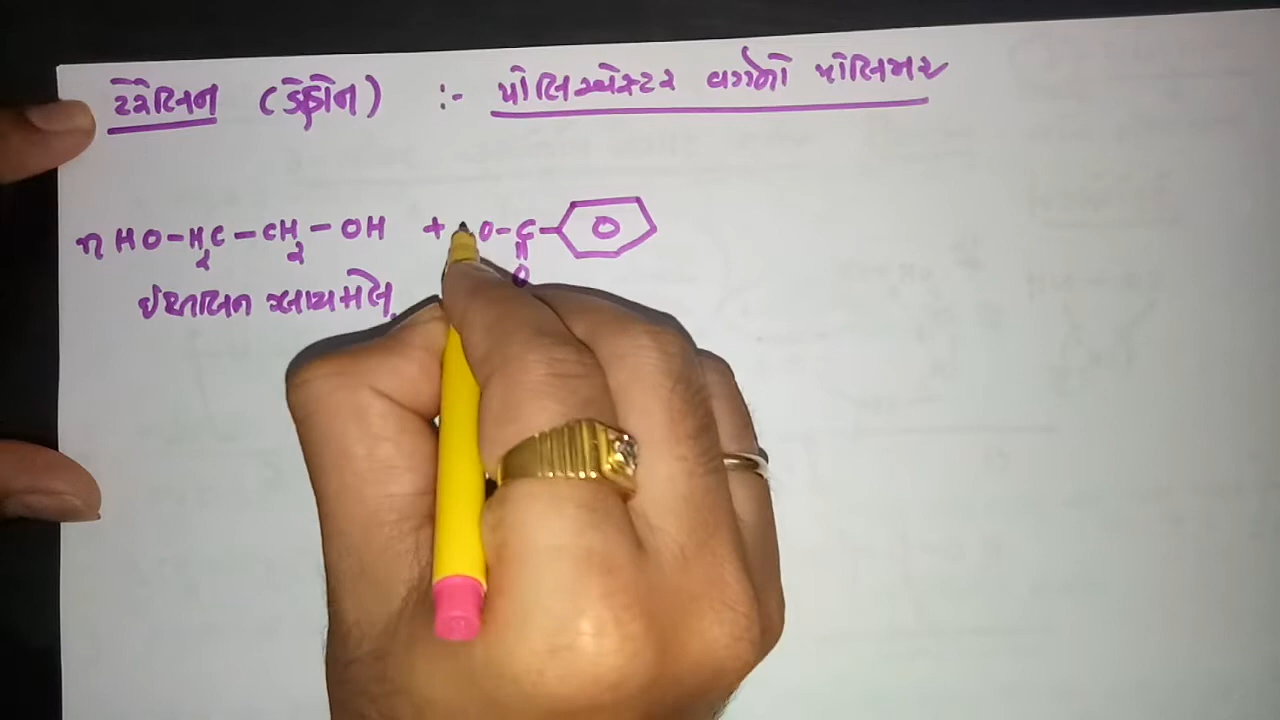 ટેરેલિન (ડેક્રોન) :- પોલિએસ્ટર વર્ગનો પોલિમર
n HO-H₂C-CH₂-OH + O-C-
O
O
ઈથાલિન ગ્લાયકોલ